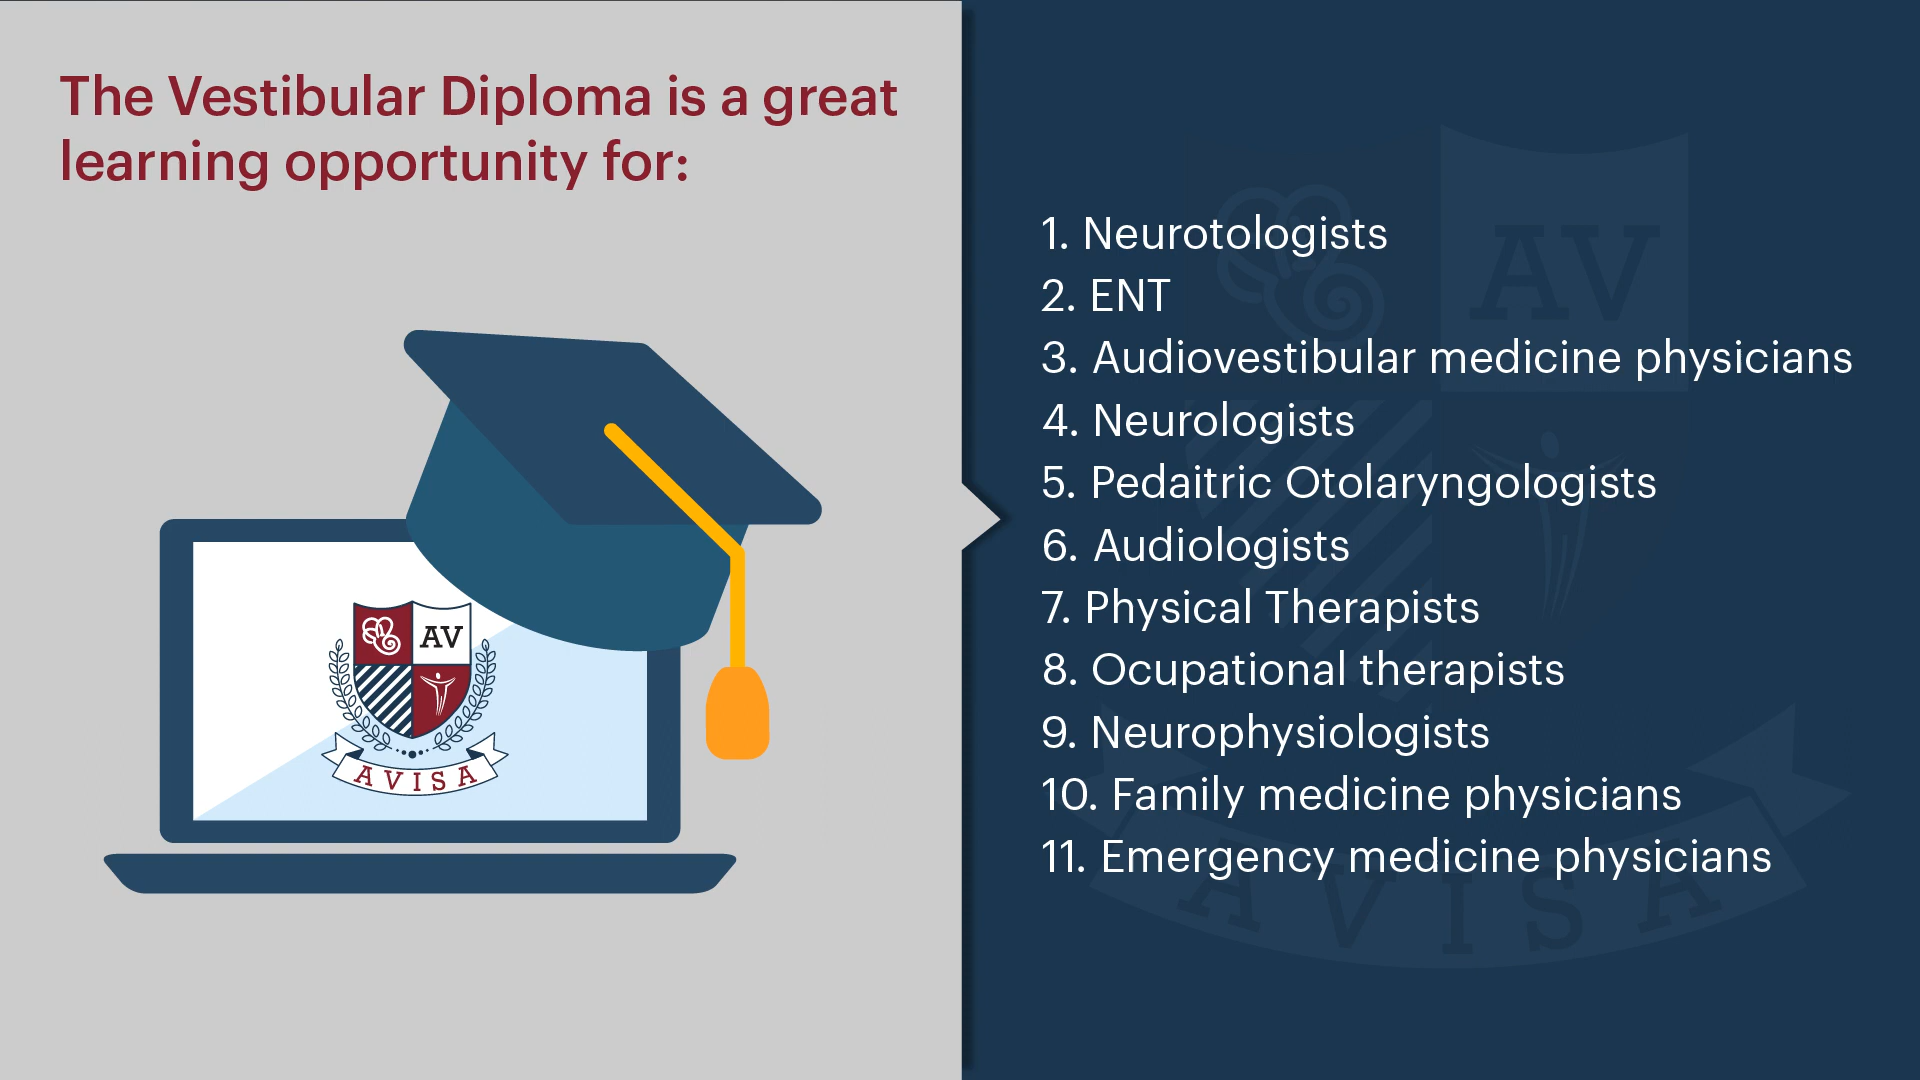 The Vestibular Diploma is a great
learning opportunity for:
AV
AVISA
1. Neurotologists
2. ENT
3. Audiovestibular medicine physicians
4. Neurologists
5. Pedaitric Otolaryngologists
6. Audiologists
7. Physical Therapists
8. Ocupational therapists
9. Neurophysiologists
10. Family medicine physicians
11. Emergency medicine physicians
AV
AVISA